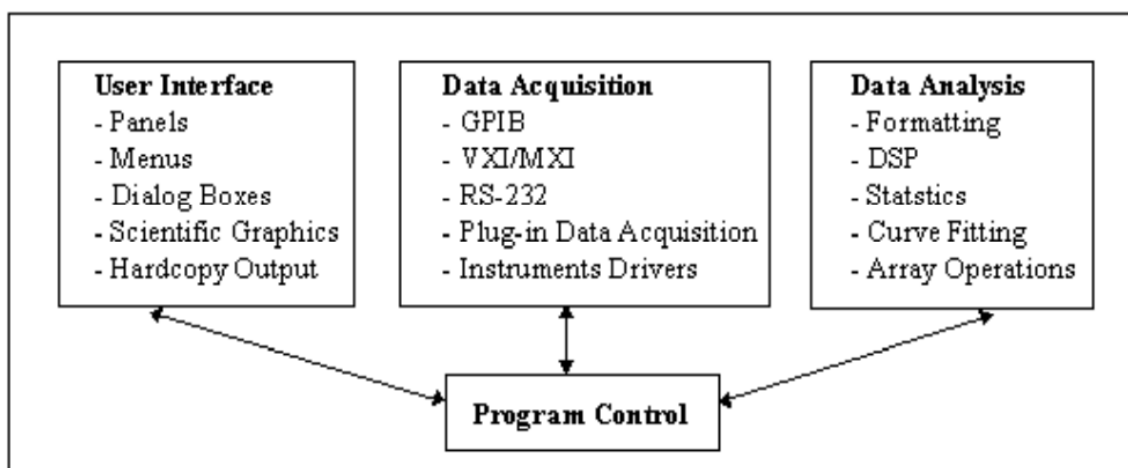 User Interface
- Panels
- Menus
- Dialog Boxes
- Scientific Graphics
- Hardcopy Output
Data Acquisition
- GPIB
- VXI/MXI
- RS-232
- Plug-in Data Acquisition
- Instruments Drivers
Data Analysis
- Formatting
- DSP
- Statstics
- Curve Fitting
- Array Operations
Program Control